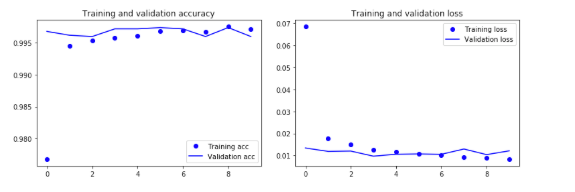 Training and validation accuracy
0.995
0.990
0.985
0.980
Training acc
Validation acc
0 2 4 6 8
Training and validation loss
0.07
0.06
0.05
0.04
0.03
0.02
0.01
Training loss
Validation loss
0 2 4 6 8